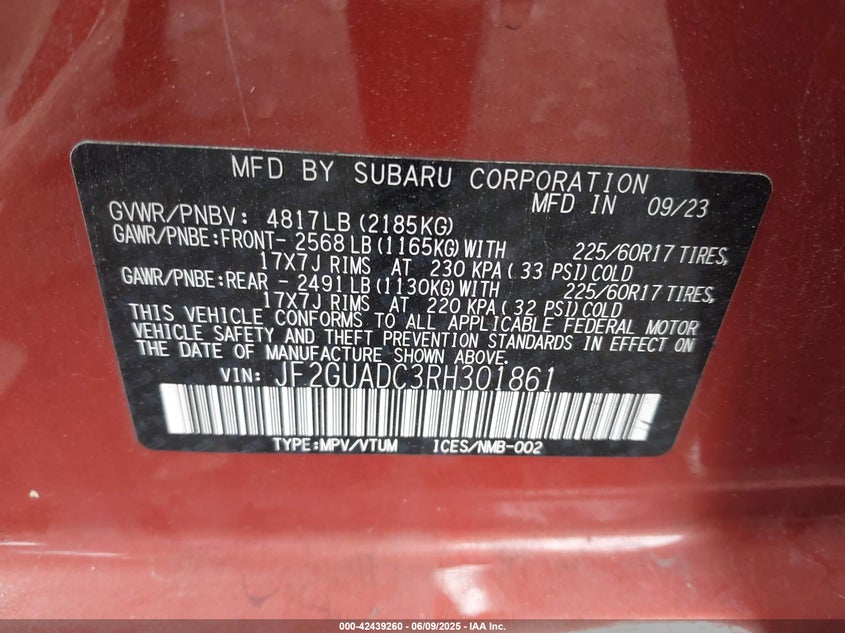 MFD BY SUBARU CORPORATION
MFD IN 09/23
GVWR/PNBV: 4817LB (2185KG)
GAWR/PNBE:FRONT- 2568LB (1165KG) WITH 225/60R17 TIRES,
17X7J RIMS AT 230 KPA ( 33 PSI) COLD
GAWR/PNBE:REAR - 2491LB (1130KG) WITH 225/60R17 TIRES,
17X7J RIMS AT 220 KPA ( 32 PSI) COLD
THIS VEHICLE CONFORMS TO ALL APPLICABLE FEDERAL MOTOR
VEHICLE SAFETY AND THEFT PREVENTION STANDARDS IN EFFECT ON
THE DATE OF MANUFACTURE SHOWN ABOVE.
VIN: JF2GUADC3RH301861
TYPE:MPV/VTUM ICES/NMB-002
000-42439260 - 06/09/2025 - IAA Inc.